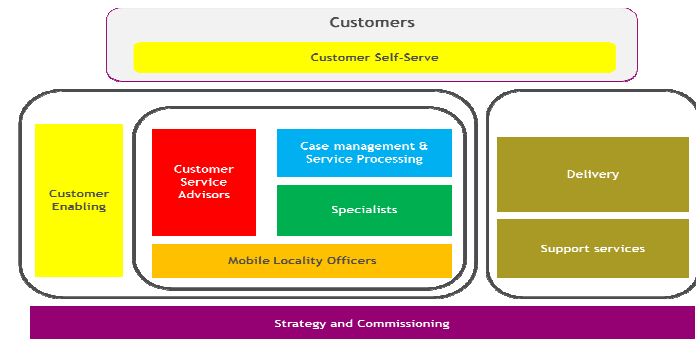 Customers
Customer Self-Serve
Customer
Enabling
Customer
Service
Advisors
Case management &
Service Processing
Specialists
Mobile Locality Officers
Delivery
Support services
Strategy and Commissioning